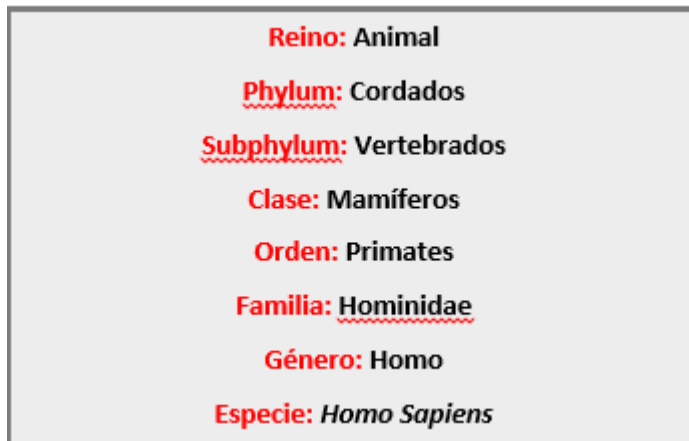 Reino: Animal
Phylum: Cordados
Subphylum: Vertebrados
Clase: Mamíferos
Orden: Primates
Familia: Hominidae
Género: Homo
Especie: Homo Sapiens